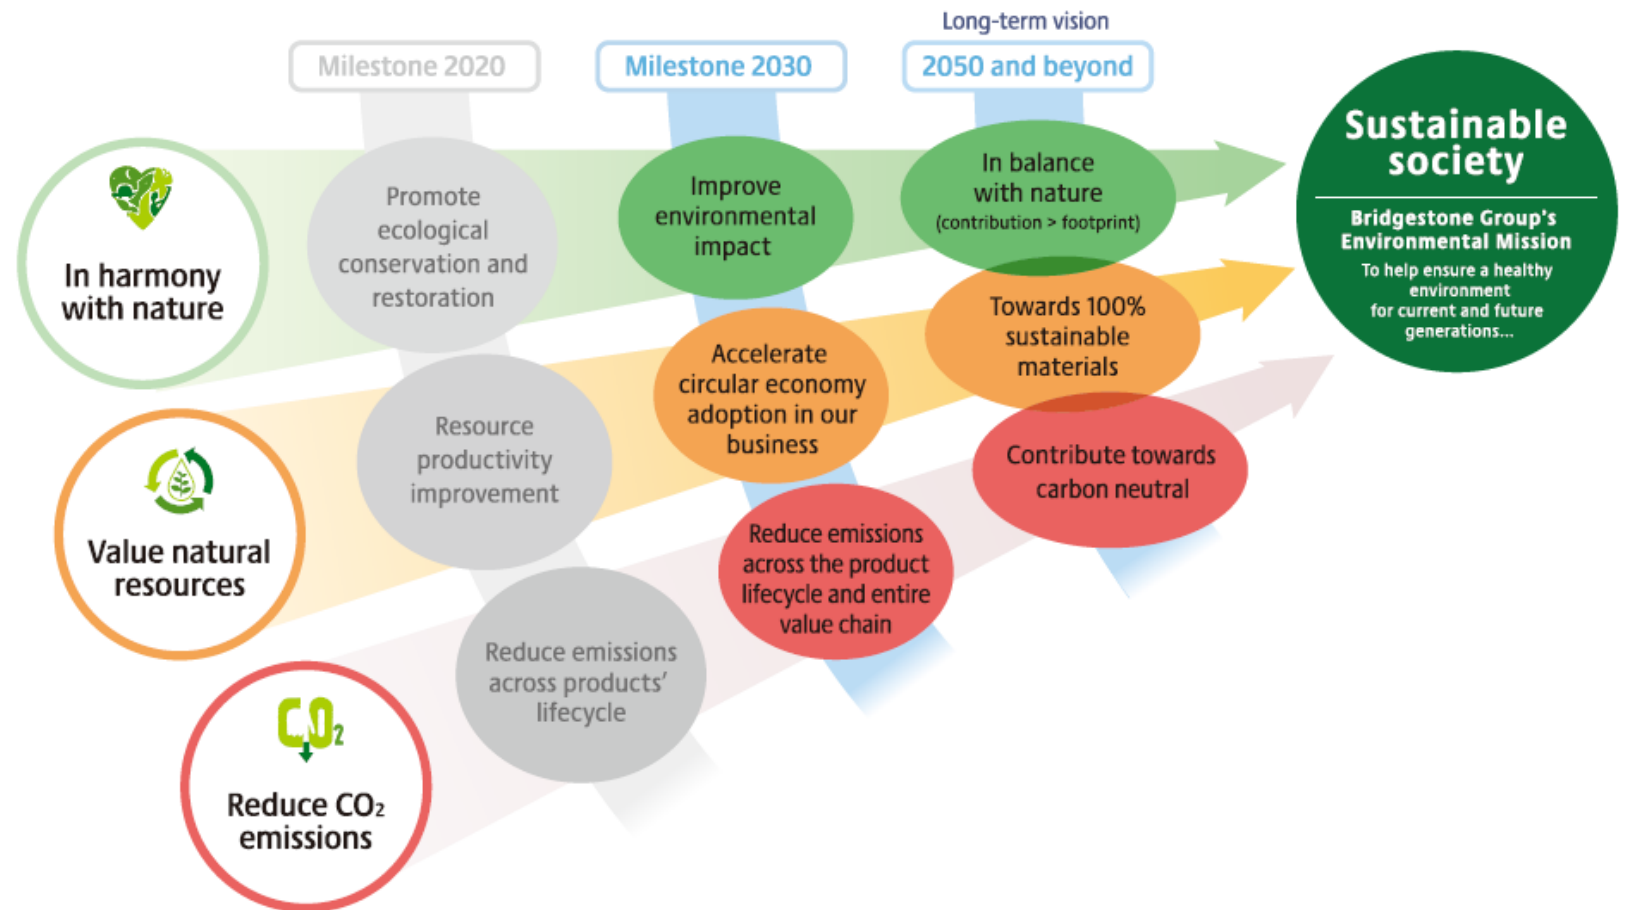 Long-term vision
Milestone 2020
Milestone 2030
2050 and beyond
In harmony
with nature
Promote
ecological
conservation and
restoration
Improve
environmental
impact
In balance
with nature
(contribution > footprint)
Value natural
resources
Resource
productivity
improvement
Accelerate
circular economy
adoption in our
business
Towards 100%
sustainable
materials
CO2
Reduce CO2
emissions
Reduce emissions
across products’
lifecycle
Reduce emissions
across the product
lifecycle and entire
value chain
Contribute towards
carbon neutral
Sustainable
society
Bridgestone Group's
Environmental Mission
To help ensure a healthy
environment
for current and future
generations...